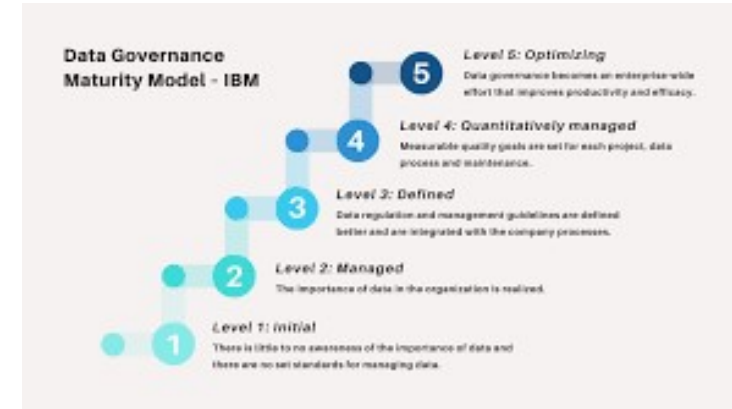 Data Governance
Maturity Model - IBM
5
Level 5: Optimizing
Data governance becomes an enterprise-wide
effort that improves productivity and efficacy.
4
Level 4: Quantitatively managed
Measurable quality goals are set for each project, data
process and maintenance.
3
Level 3: Defined
Data regulation and management guidelines are defined
better and are integrated with the company processes.
2
Level 2: Managed
The importance of data in the organization is realized.
1
Level 1: Initial
There is little to no awareness of the importance of data and
there are no set standards for managing data.